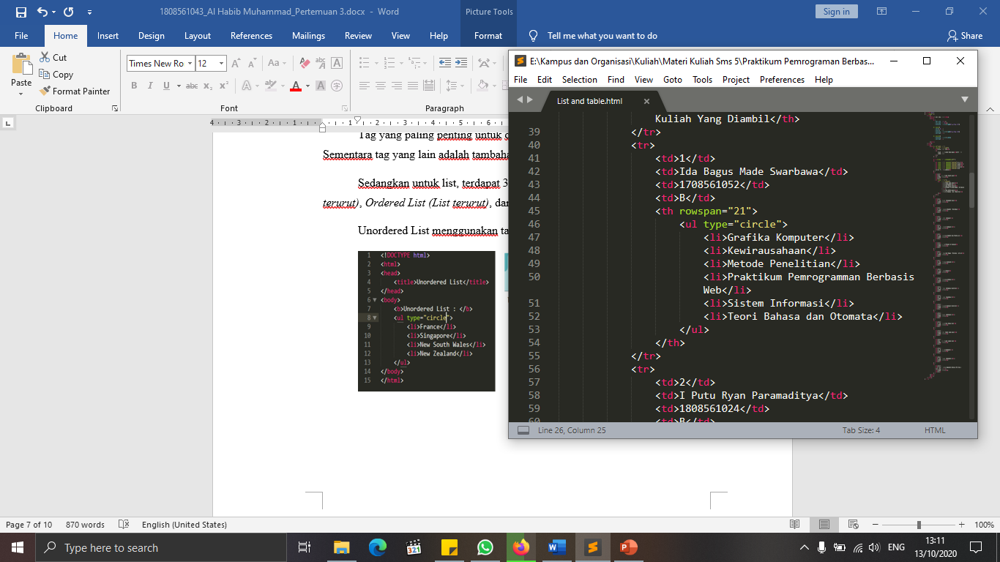 1808561043_Al Habib Muhammad_Pertemuan 3.docx - Word
Picture Tools
Sign in
File Home Insert Design Layout References Mailings Review View Help Format Tell me what you want to do Share
Cut
Copy
Format Painter
Paste
Clipboard
Times New Ro 12
Font
Paragraph
Tag yang paling penting untuk
Sementara tag yang lain adalah
Sedangkan untuk list, terdapat 3
terurut), Ordered List (List terurut),
Unordered List menggunakan
1 <!DOCTYPE html>
2 <html>
3 <head>
4 <title>Unordered List</title>
5 </head>
6 <body>
7 <b>Unordered List : </b>
8 <ul type="circle">
9 <li>France</li>
10 <li>Singapore</li>
11 <li>New South Wales</li>
12 <li>New Zealand</li>
13 </ul>
14 </body>
15 </html>
E:\Kampus dan Organisasi\Kuliah\Materi Kuliah Sms 5\Praktikum Pemrograman Berbas...
File Edit Selection Find View Goto Tools Project Preferences Help
List and table.html
Kuliah Yang Diambil</th>
39 </tr>
40 <tr>
41 <td>1</td>
42 <td>Ida Bagus Made Swarbawa</td>
43 <td>1708561052</td>
44 <td>B</td>
45 <th rowspan="21">
46 <ul type="circle">
47 <li>Grafika Komputer</li>
48 <li>Kewirausahaan</li>
49 <li>Metode Penelitian</li>
50 <li>Praktikum Pemrogramman Berbasis
Web</li>
51 <li>Sistem Informasi</li>
52 <li>Teori Bahasa dan Otomata</li>
53 </ul>
54 </th>
55 </tr>
56 <tr>
57 <td>2</td>
58 <td>I Putu Ryan Paramaditya</td>
59 <td>1808561024</td>
60 <td>B</td>
Line 26, Column 25
Tab Size: 4
HTML
Page 7 of 10 870 words English (United States) 100%
Type here to search
ENG
13:11
13/10/2020